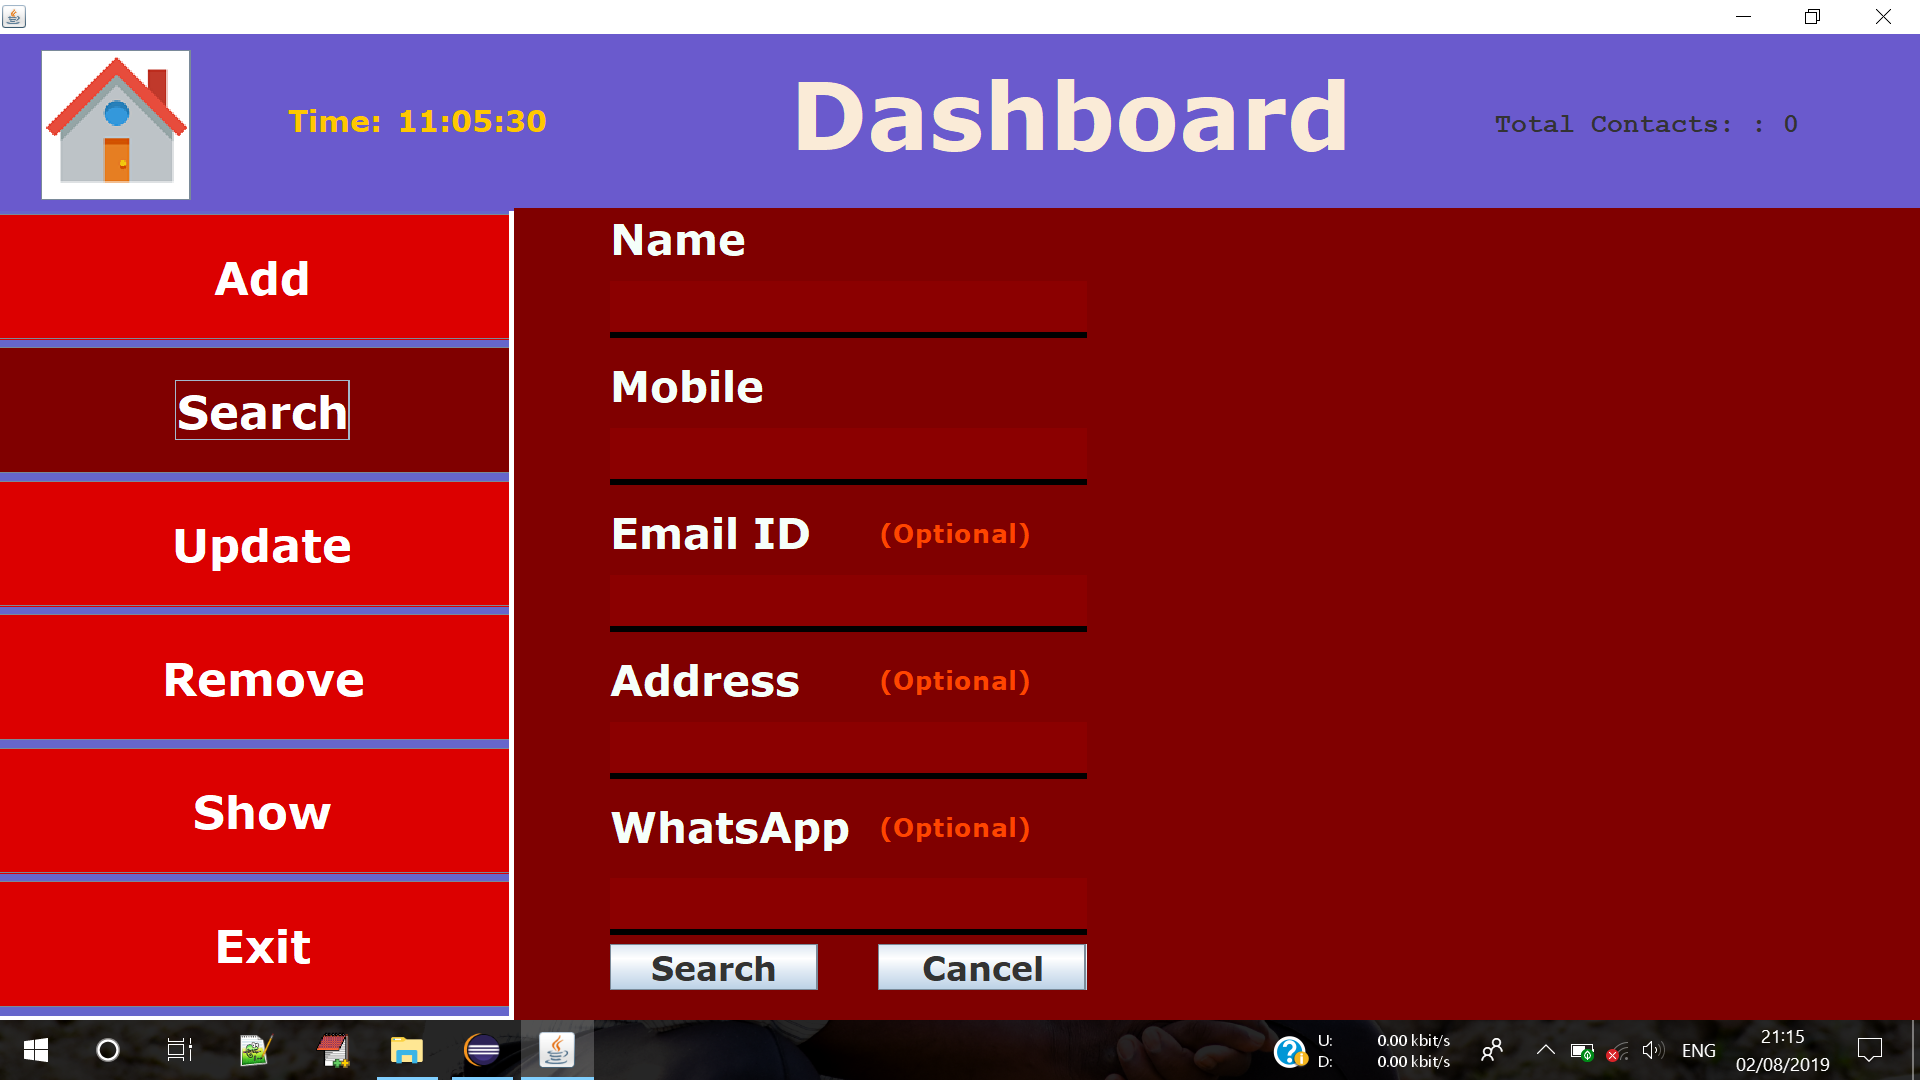 Time: 11:05:30
Dashboard
Total Contacts: : 0
Add
Search
Update
Remove
Show
Exit
Name
Mobile
Email ID (Optional)
Address (Optional)
WhatsApp (Optional)
Search Cancel
U: 0.00 kbit/s
D: 0.00 kbit/s
ENG
21:15
02/08/2019